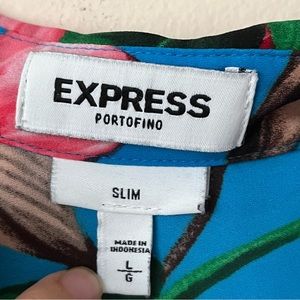 EXPRESS
PORTOFINO
SLIM
MADE IN
INDONESIA
L
G